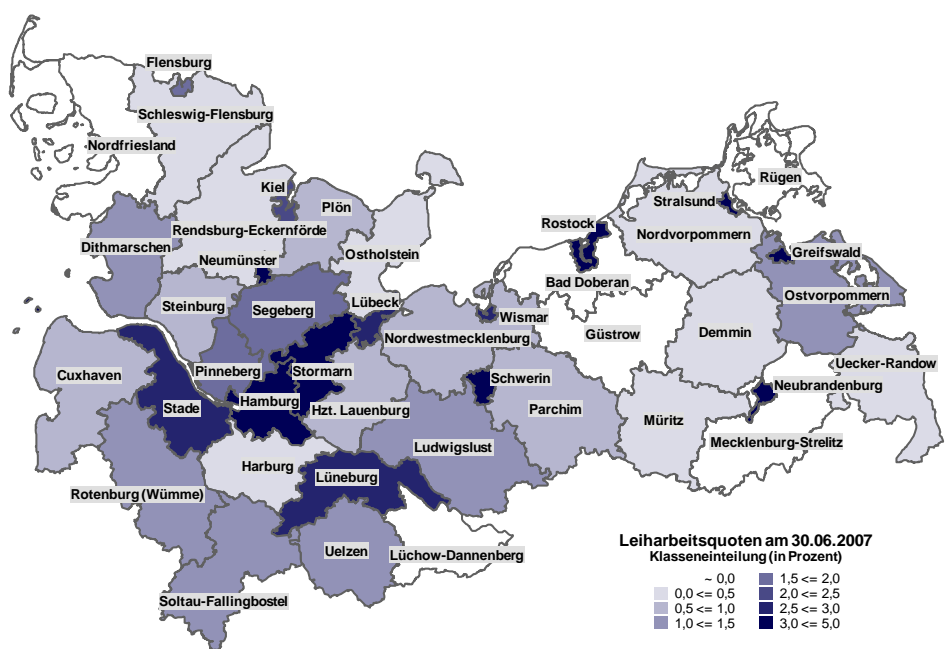 Flensburg
Schleswig-Flensburg
Nordfriesland
Rügen
Kiel
Stralsund
Plön
Rostock
Rendsburg-Eckernförde
Nordvorpommern
Dithmarschen
Ostholstein
Greifswald
Neumünster
Bad Doberan
Ostvorpommern
Steinburg
Lübeck
Segeberg
Wismar
Demmin
Güstrow
Nordwestmecklenburg
Uecker-Randow
Cuxhaven
Pinneberg
Stormarn
Schwerin
Neubrandenburg
Hamburg
Stade
Hzt. Lauenburg
Parchim
Müritz
Mecklenburg-Strelitz
Ludwigslust
Harburg
Lüneburg
Rotenburg (Wümme)
Uelzen
Lüchow-Dannenberg
Soltau-Fallingbostel
Leiharbeitsquoten am 30.06.2007
Klasseneinteilung (in Prozent)
~ 0,0
0,0 <= 0,5
0,5 <= 1,0
1,0 <= 1,5
1,5 <= 2,0
2,0 <= 2,5
2,5 <= 3,0
3,0 <= 5,0